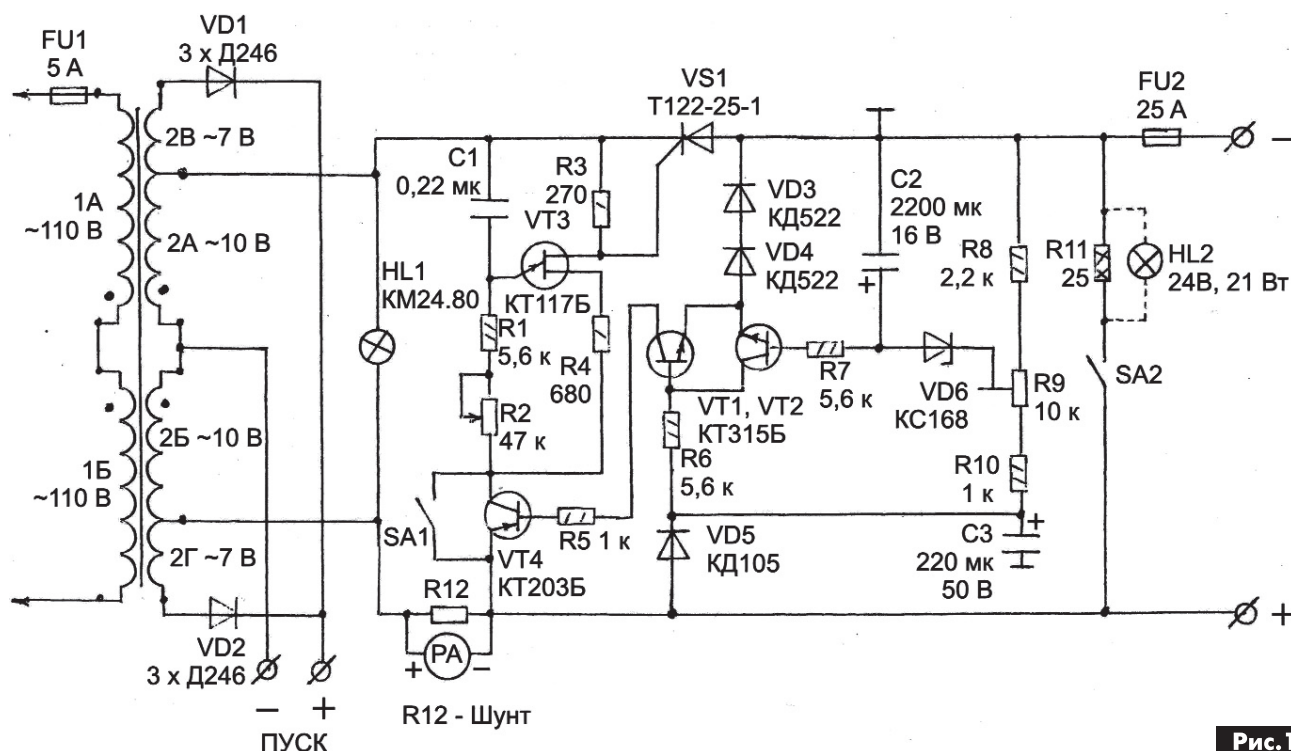 FU1
5 А
VD1
3 х Д246
2В ~7 В
1А
~110 В
2А ~10 В
2Б ~10 В
1Б
~110 В
2Г ~7 В
VD2
3 х Д246
–
+
ПУСК
HL1
КМ24.80
C1
0,22 мк
R3
270
VT3
КТ117Б
R1
5,6 к
R4
680
R2
47 к
SA1
VT4
КТ203Б
R5 1 к
R12
+
PA
–
R12 - Шунт
VS1
Т122-25-1
VD3
КД522
VD4
КД522
C2
2200 мк
16 В
+
R7
5,6 к
VT1, VT2
КТ315Б
R6
5,6 к
VD5
КД105
VD6
КС168
R8
2,2 к
R9
10 к
R10
1 к
C3
220 мк
50 В
+
R11
25
HL2
24В, 21 Вт
SA2
FU2
25 А
–
+
Рис.1